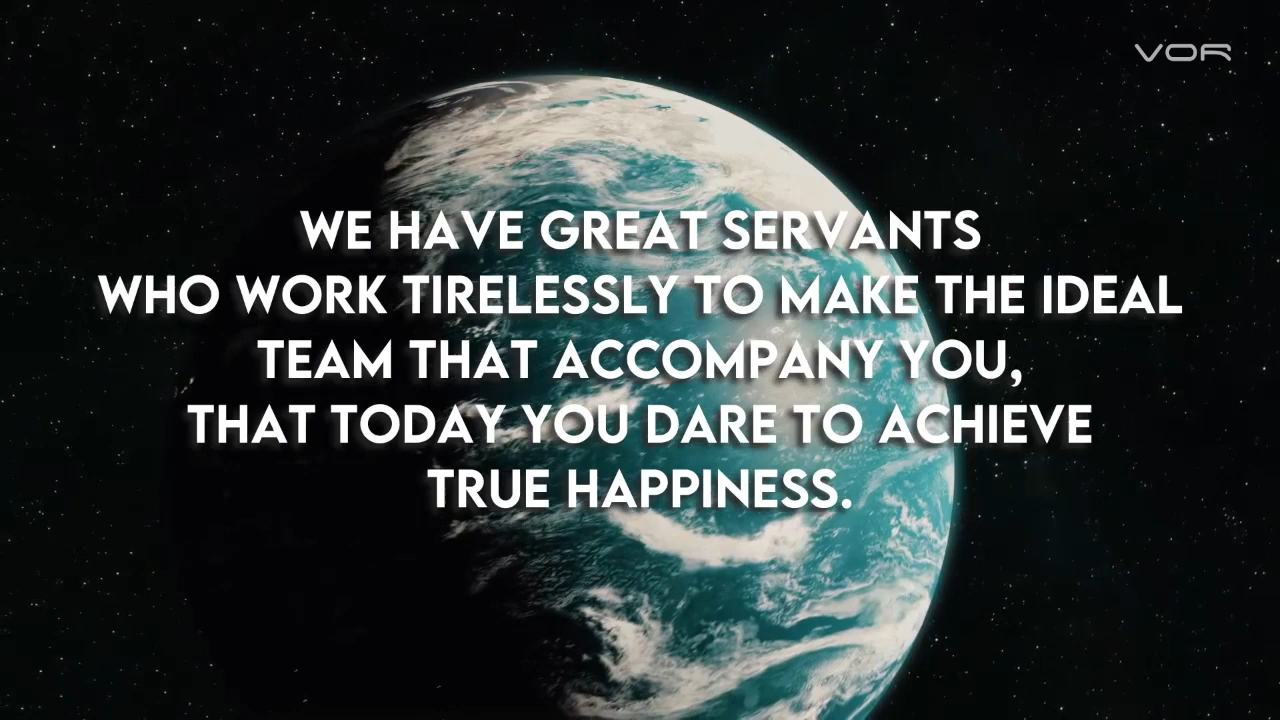 VOR
WE HAVE GREAT SERVANTS
WHO WORK TIRELESSLY TO MAKE THE IDEAL
TEAM THAT ACCOMPANY YOU,
THAT TODAY YOU DARE TO ACHIEVE
TRUE HAPPINESS.